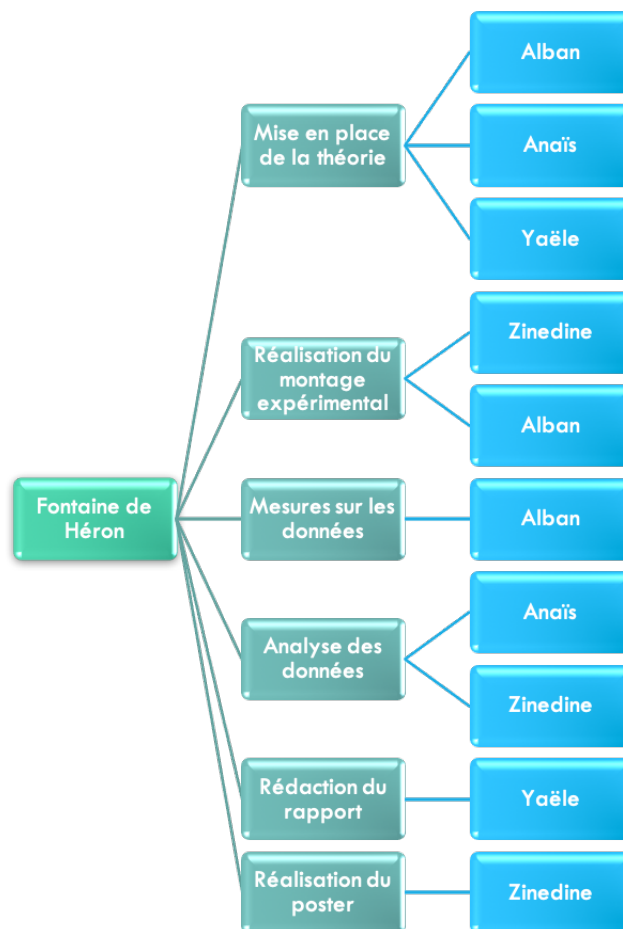 Fontaine de
Héron
Mise en place
de la théorie
Alban
Anaïs
Yaële
Réalisation du
montage
expérimental
Zinedine
Alban
Mesures sur les
données
Alban
Analyse des
données
Anaïs
Zinedine
Rédaction du
rapport
Yaële
Réalisation du
poster
Zinedine